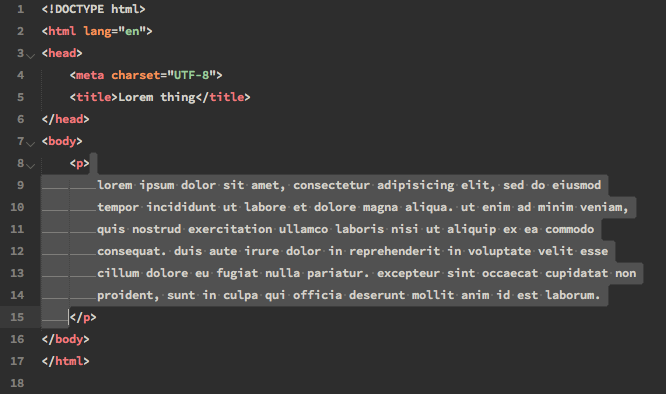 1 <!DOCTYPE html>
2 <html lang="en">
3 <head>
4     <meta charset="UTF-8">
5     <title>Lorem thing</title>
6 </head>
7 <body>
8     <p>
9         lorem ipsum dolor sit amet, consectetur adipisicing elit, sed do eiusmod
10         tempor incididunt ut labore et dolore magna aliqua. ut enim ad minim veniam,
11         quis nostrud exercitation ullamco laboris nisi ut aliquip ex ea commodo
12         consequat. duis aute irure dolor in reprehenderit in voluptate velit esse
13         cillum dolore eu fugiat nulla pariatur. excepteur sint occaecat cupidatat non
14         proident, sunt in culpa qui officia deserunt mollit anim id est laborum.
15     </p>
16 </body>
17 </html>
18